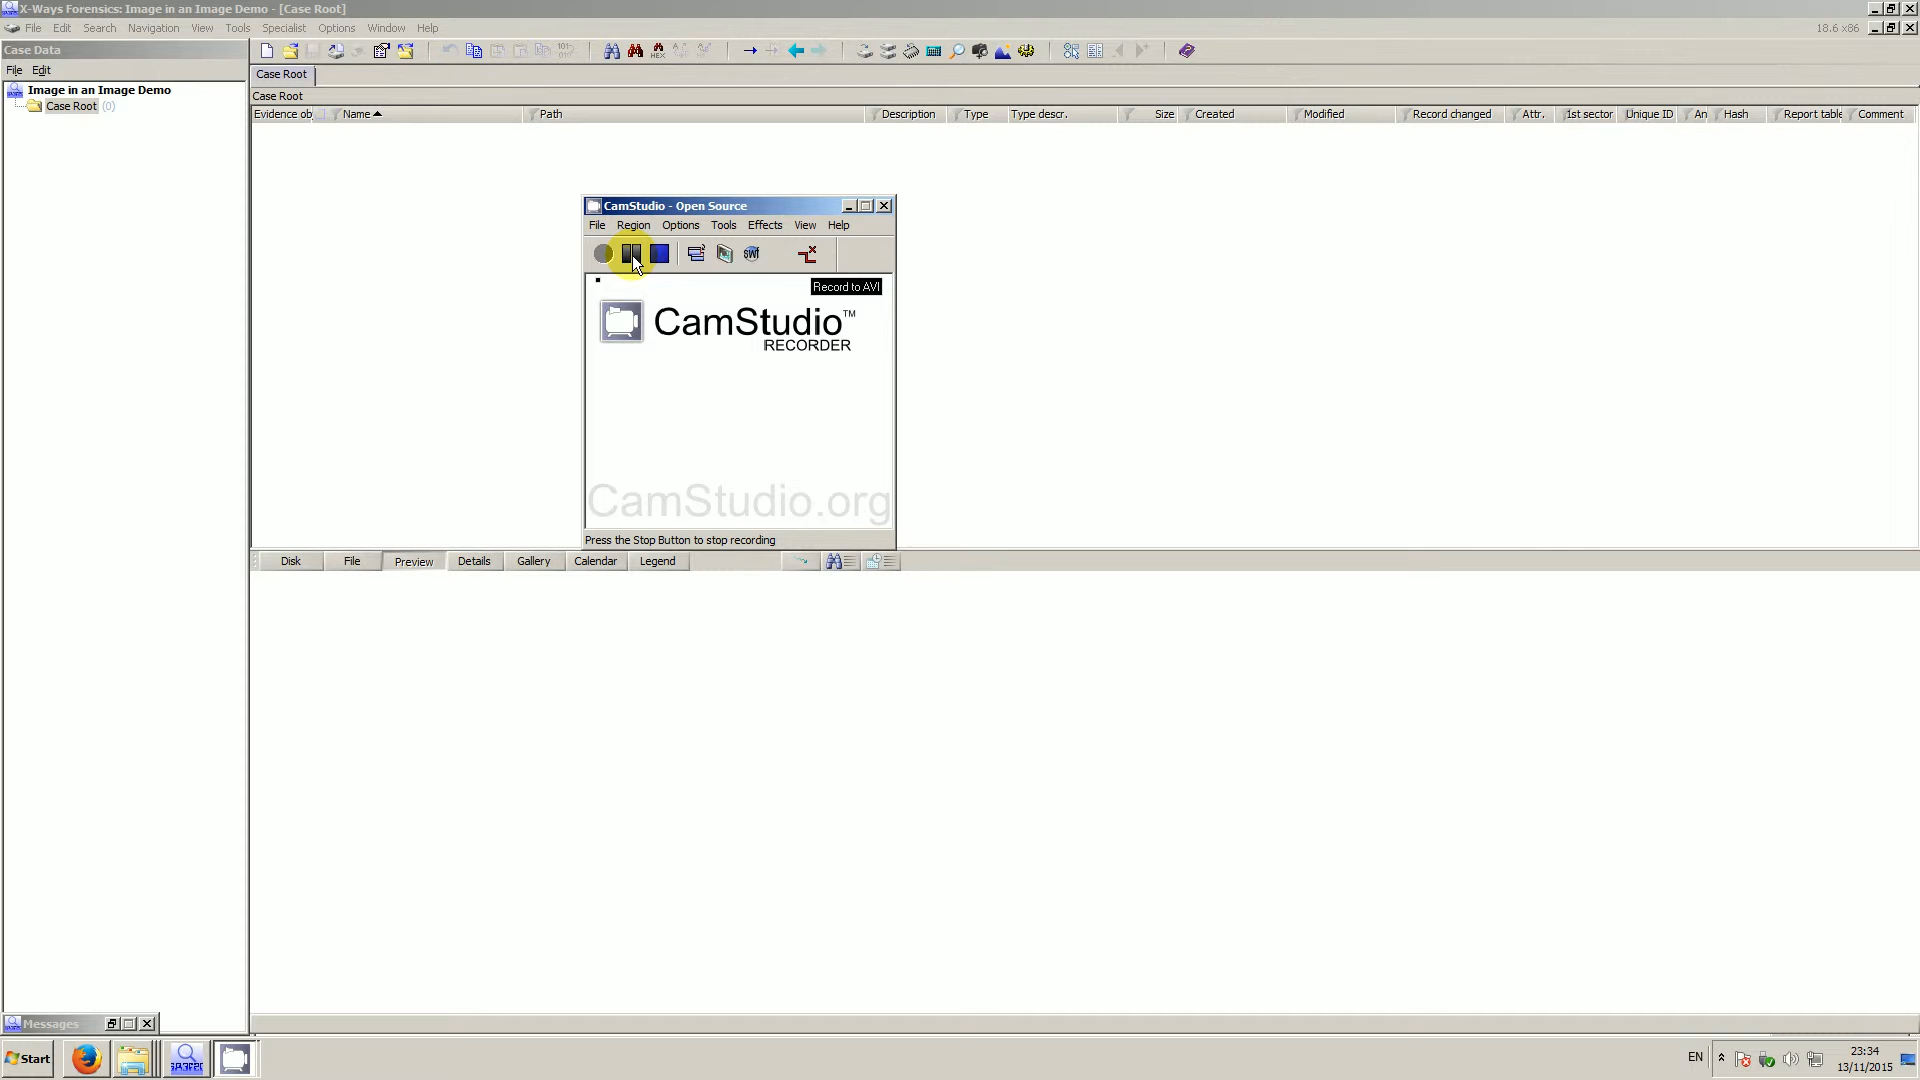 X-Ways Forensics: Image in an Image Demo - [Case Root]
File Edit Search Navigation View Tools Specialist Options Window Help 18.6 x86
Case Data
File Edit
Image in an Image Demo
Case Root (0)
Case Root
Case Root
Evidence ob Name Path Description Type Type descr. Size Created Modified Record changed Attr. 1st sector Unique ID An Hash Report table Comment
CamStudio - Open Source
File Region Options Tools Effects View Help
Record to AVI
CamStudio™
RECORDER
CamStudio.org
Press the Stop Button to stop recording
Disk File Preview Details Gallery Calendar Legend
Messages
Start
EN
23:34
13/11/2015